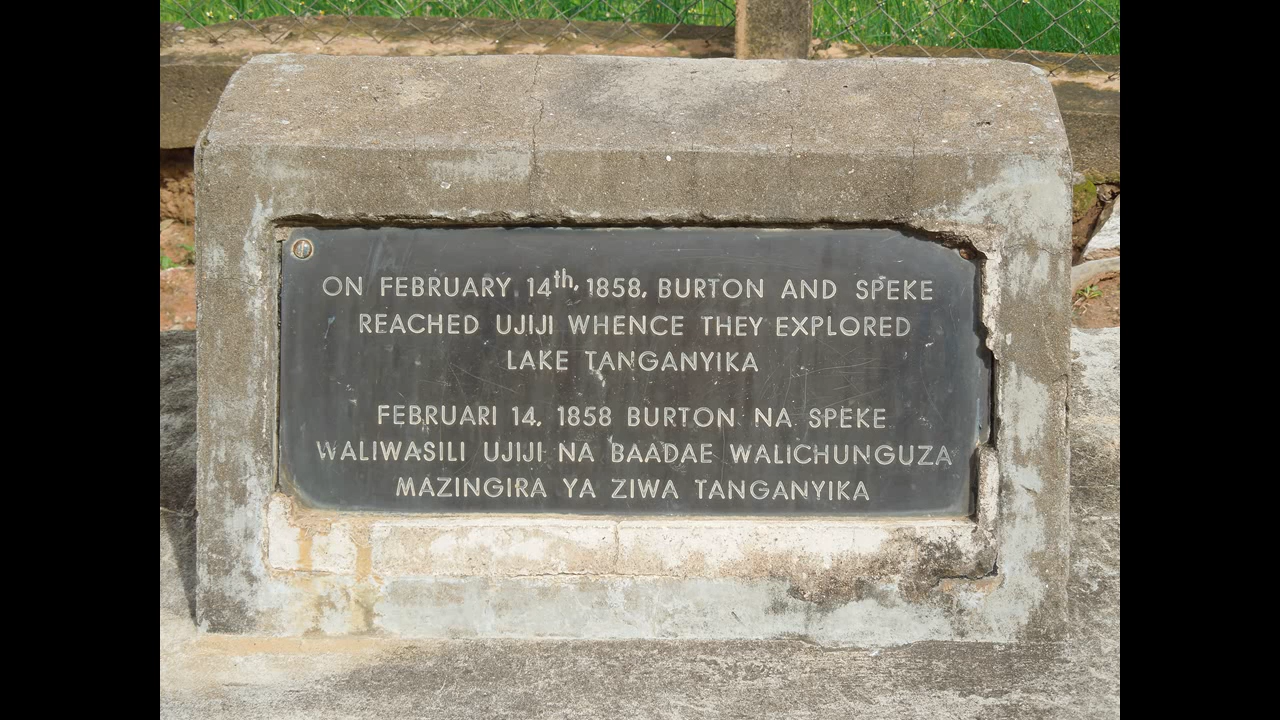 ON FEBRUARY 14th, 1858, BURTON AND SPEKE
REACHED UJIJI WHENCE THEY EXPLORED
LAKE TANGANYIKA
FEBRUARI 14, 1858 BURTON NA SPEKE
WALIWASILI UJIJI NA BAADAE WALICHUNGUZA
MAZINGIRA YA ZIWA TANGANYIKA